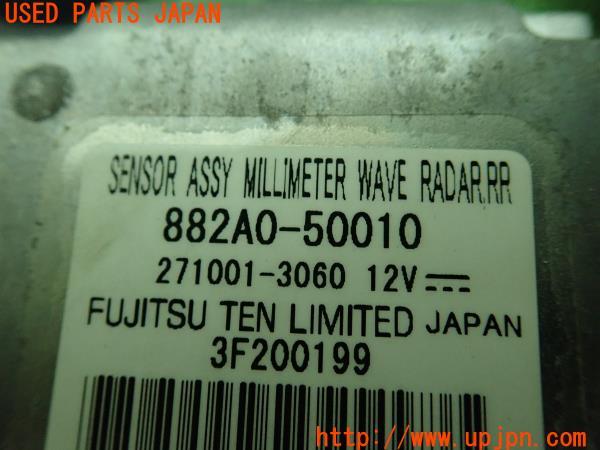 USED PARTS JAPAN
SENSOR ASSY MILLIMETER WAVE RADAR.RR
882A0-50010
271001-3060 12V
FUJITSU TEN LIMITED JAPAN
3F200199
http://www.upjpn.com/